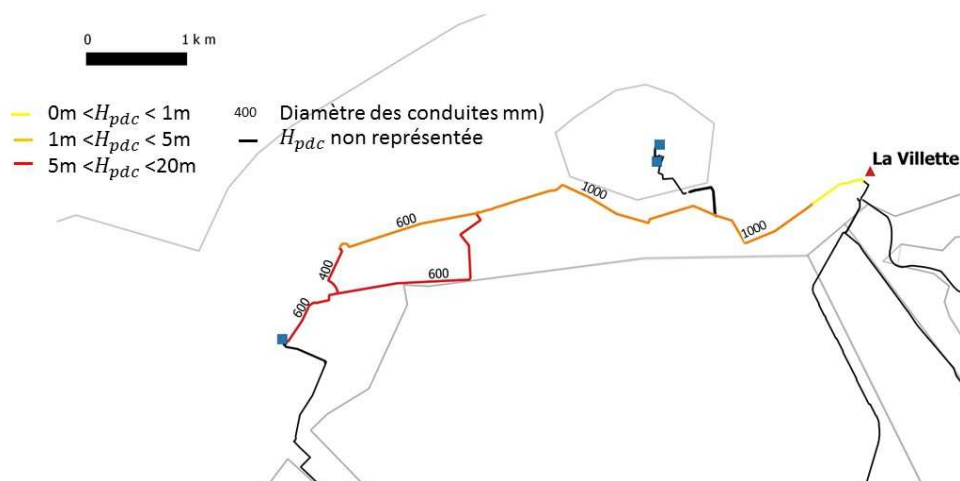 0 1 k m
0m <H_pdc < 1m
1m <H_pdc < 5m
5m <H_pdc <20m
400 Diamètre des conduites mm)
H_pdc non représentée
La Villette
1000
600
1000
400
600
600